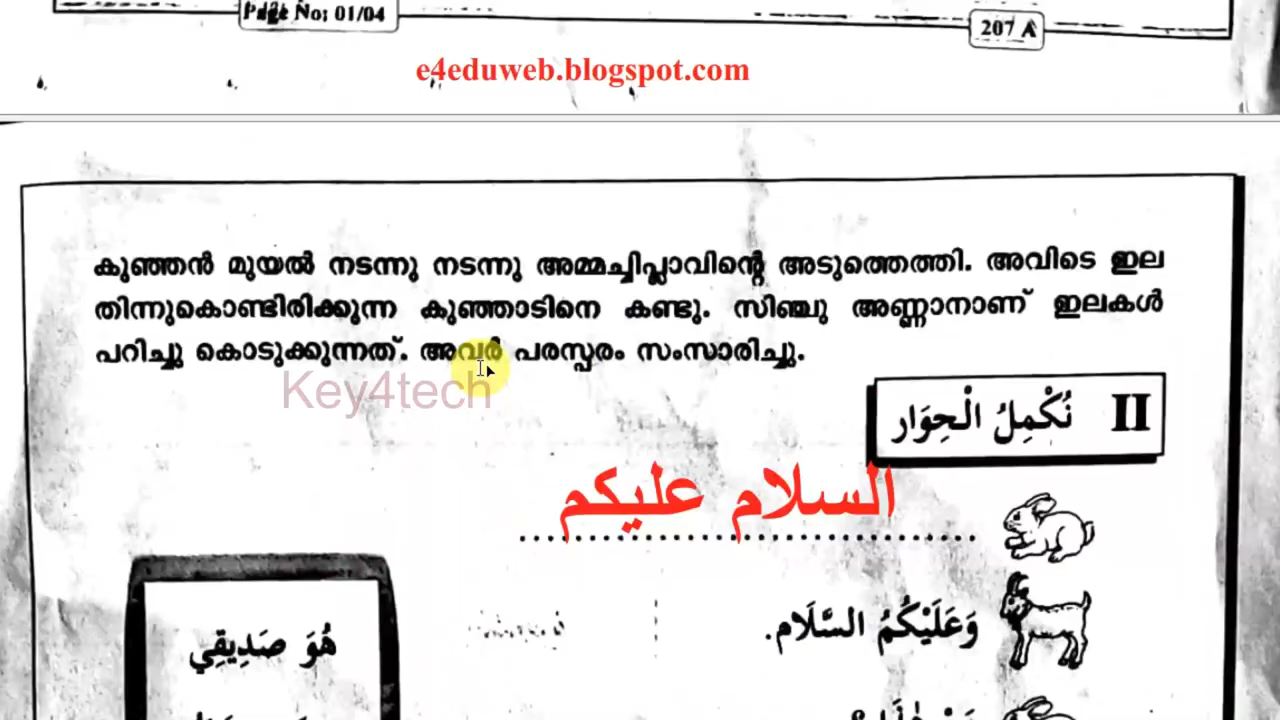 Page No: 01/04
207 A
e4eduweb.blogspot.com
കുഞ്ഞൻ മുയൽ നടന്നു നടന്നു അമ്മച്ചിപ്ലാവിന്റെ അടുത്തെത്തി. അവിടെ ഇല
തിന്നുകൊണ്ടിരിക്കുന്ന കുഞ്ഞാടിനെ കണ്ടു. സിഞ്ചു അണ്ണാനാണ് ഇലകൾ
പറിച്ചു കൊടുക്കുന്നത്. അവർ പരസ്പരം സംസാരിച്ചു.
Key4tech
II نُكْمِلُ الْحِوَار
السلام عليكم
وَعَلَيْكُمُ السَّلَام.
هُوَ صَدِيقِي